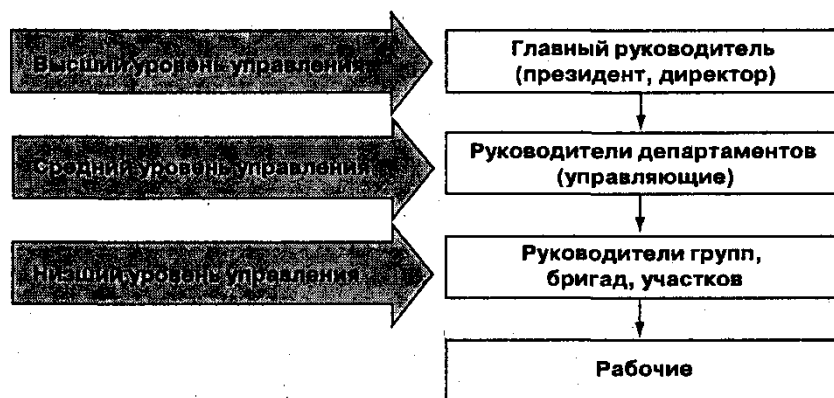 Высший уровень управления
Главный руководитель
(президент, директор)
Средний уровень управления
Руководители департаментов
(управляющие)
Низший уровень управления
Руководители групп,
бригад, участков
Рабочие